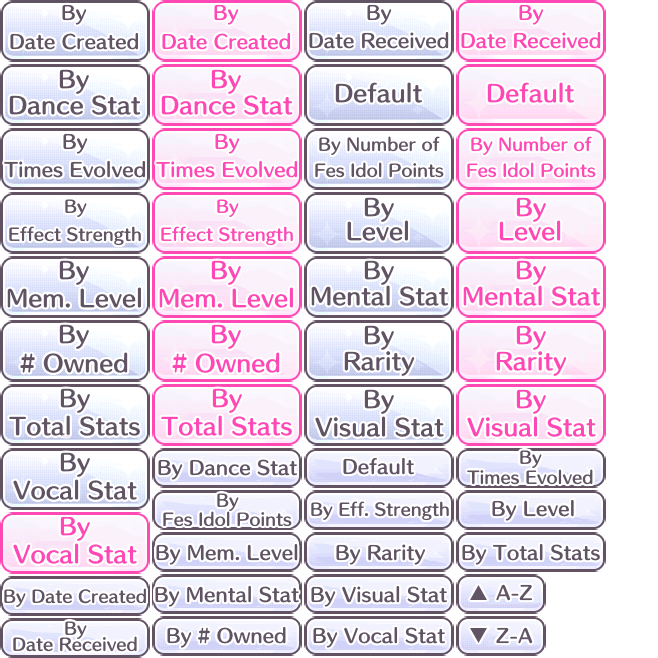 By
Date Created
By
Date Created
By
Date Received
By
Date Received
By
Dance Stat
By
Dance Stat
Default
Default
By
Times Evolved
By
Times Evolved
By Number of
Fes Idol Points
By Number of
Fes Idol Points
By
Effect Strength
By
Effect Strength
By
Level
By
Level
By
Mem. Level
By
Mem. Level
By
Mental Stat
By
Mental Stat
By
# Owned
By
# Owned
By
Rarity
By
Rarity
By
Total Stats
By
Total Stats
By
Visual Stat
By
Visual Stat
By
Vocal Stat
By Dance Stat
Default
By
Times Evolved
By
Fes Idol Points
By Eff. Strength
By Level
By
Vocal Stat
By Mem. Level
By Rarity
By Total Stats
By Date Created
By Mental Stat
By Visual Stat
▲ A-Z
By
Date Received
By # Owned
By Vocal Stat
▼ Z-A